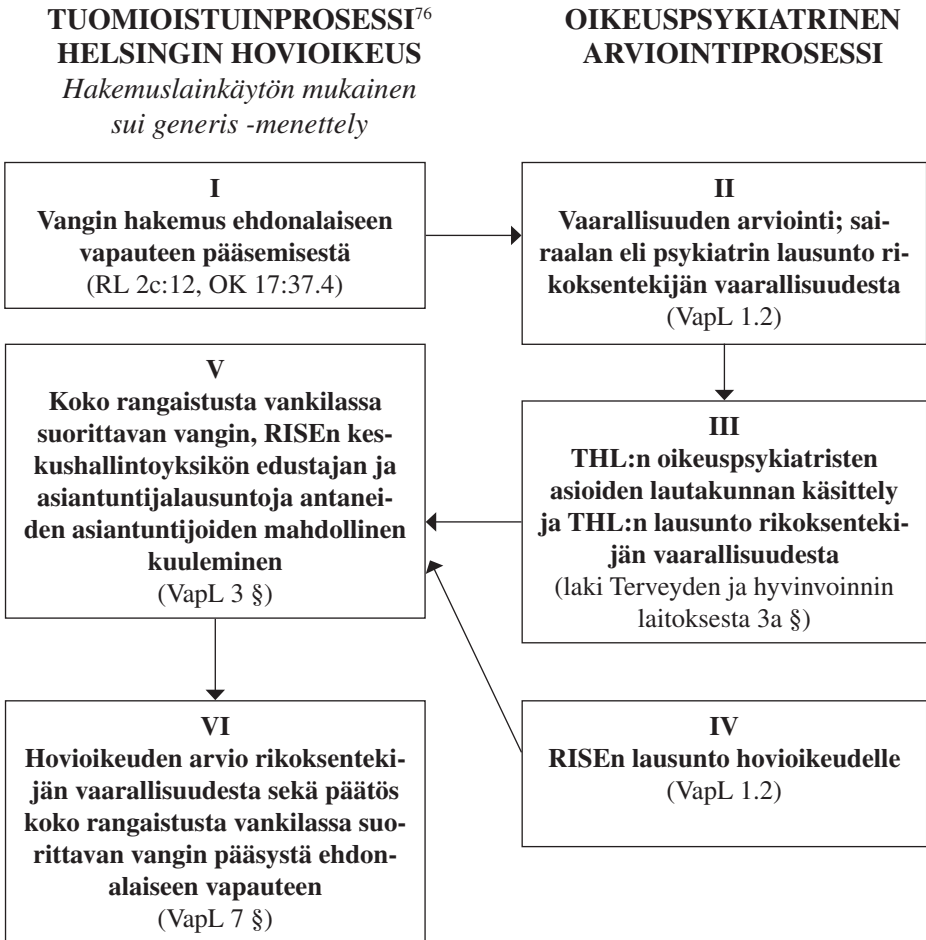 TUOMIOISTUINPROSESSI76
HELSINGIN HOVIOIKEUS
Hakemuslainkäytön mukainen
sui generis -menettely
OIKEUSPSYKIATRINEN
ARVIOINTIPROSESSI
I
Vangin hakemus ehdonalaiseen
vapauteen pääsemisestä
(RL 2c:12, OK 17:37.4)
II
Vaarallisuuden arviointi; sai-
raalan eli psykiatrin lausunto ri-
koksentekijän vaarallisuudesta
(VapL 1.2)
III
THL:n oikeuspsykiatristen
asioiden lautakunnan käsittely
ja THL:n lausunto rikoksenteki-
jän vaarallisuudesta
(laki Terveyden ja hyvinvoinnin
laitoksesta 3a §)
IV
RISEn lausunto hovioikeudelle
(VapL 1.2)
V
Koko rangaistusta vankilassa
suorittavan vangin, RISEn kes-
kushallintoyksikön edustajan ja
asiantuntijalausuntoja antanei-
den asiantuntijoiden mahdollinen
kuuleminen
(VapL 3 §)
VI
Hovioikeuden arvio rikoksenteki-
jän vaarallisuudesta sekä päätös
koko rangaistusta vankilassa suo-
rittavan vangin pääsystä ehdon-
alaiseen vapauteen
(VapL 7 §)